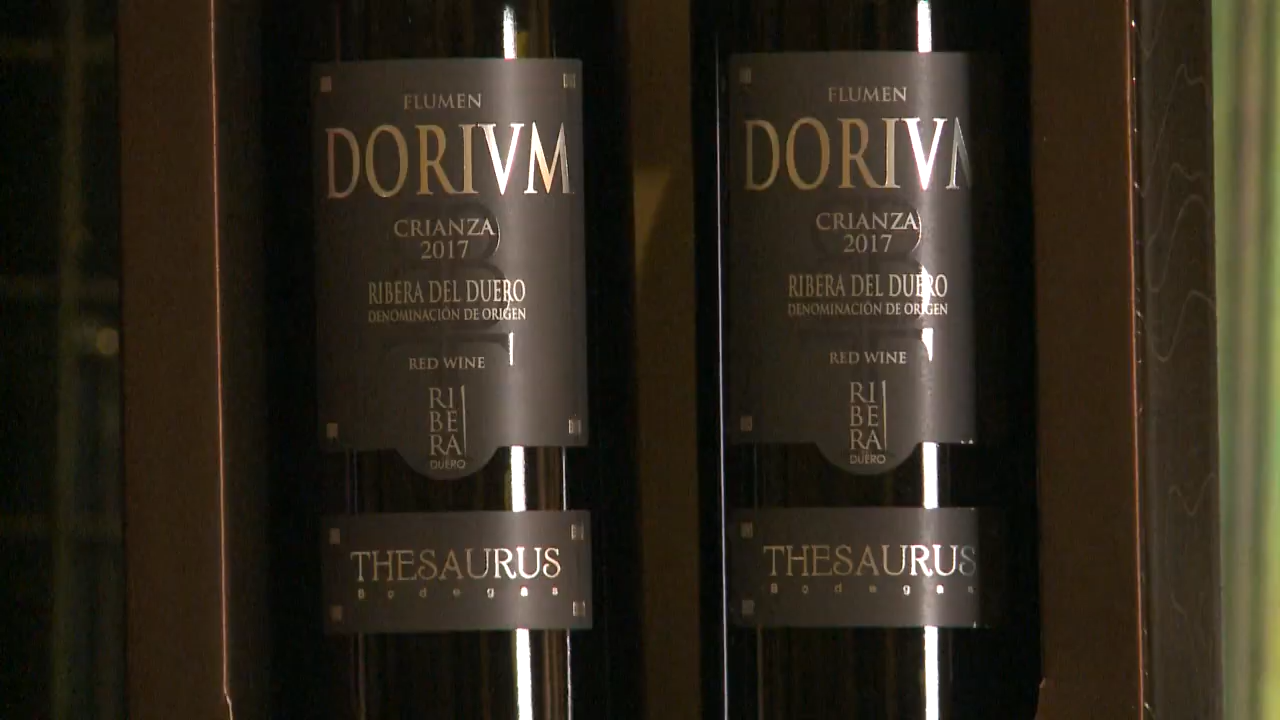 FLUMEN
DORIVM
CRIANZA
2017
RIBERA DEL DUERO
DENOMINACIÓN DE ORIGEN
RED WINE
RI
BE
RA
DUERO
THESAURUS
Bodegas
FLUMEN
DORIVM
CRIANZA
2017
RIBERA DEL DUERO
DENOMINACIÓN DE ORIGEN
RED WINE
RI
BE
RA
DUERO
THESAURUS
Bodegas